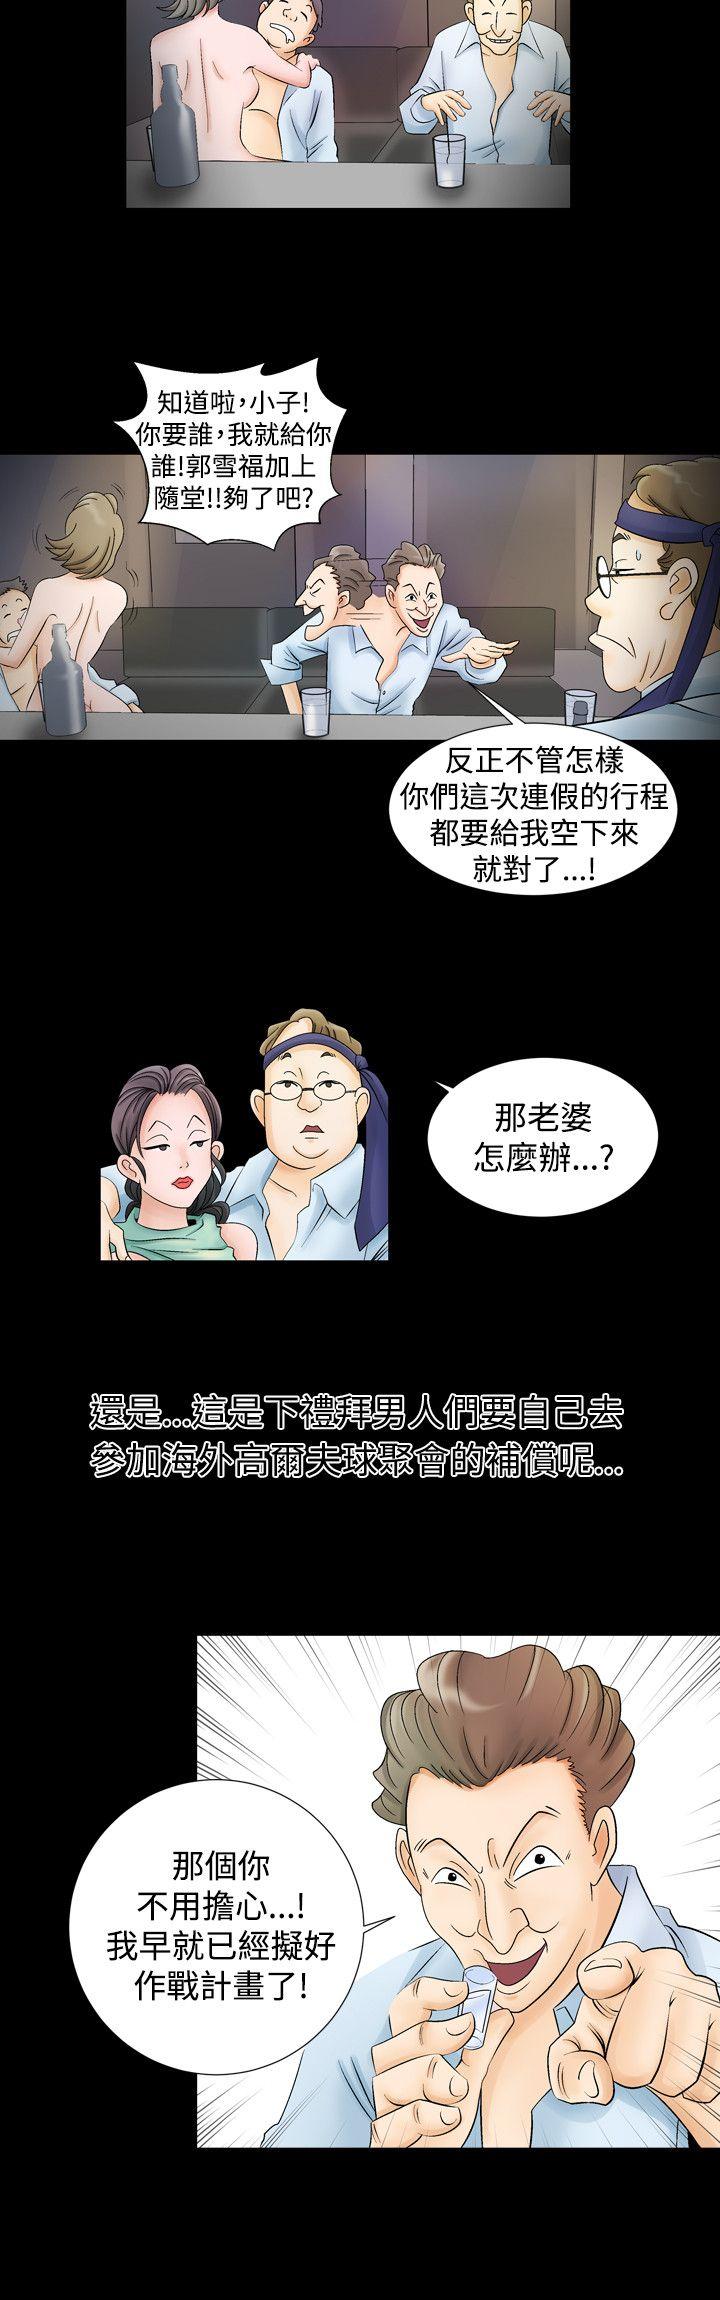 知道啦，小子!
你要誰，我就給你
誰!郭雪福加上
隨堂!!夠了吧?
反正不管怎樣
你們這次連假的行程
都要給我空下來
就對了...!
那老婆
怎麼辦...?
還是...這是下禮拜男人們要自己去
參加海外高爾夫球聚會的補償呢...
那個你
不用擔心...!
我早就已經擬好
作戰計畫了!